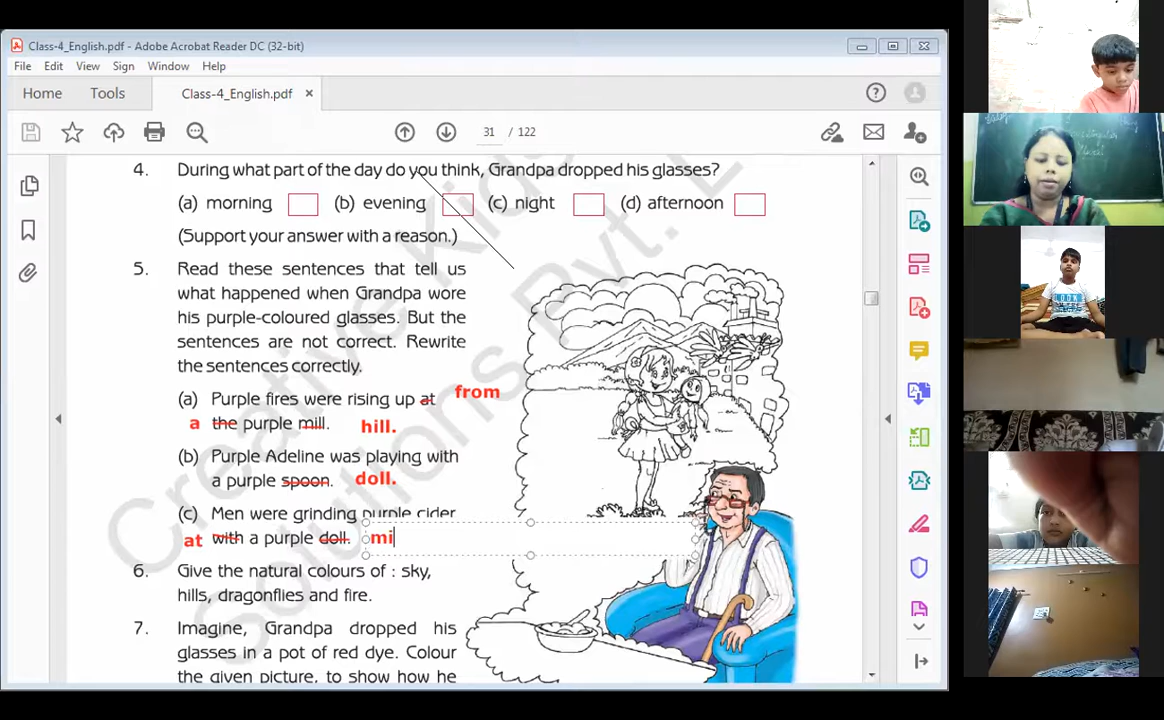 Class-4_English.pdf - Adobe Acrobat Reader DC (32-bit)
File Edit View Sign Window Help
Home Tools Class-4_English.pdf ×
31 / 122
4. During what part of the day do you think, Grandpa dropped his glasses?
(a) morning (b) evening (c) night (d) afternoon
(Support your answer with a reason.)
5. Read these sentences that tell us
what happened when Grandpa wore
his purple-coloured glasses. But the
sentences are not correct. Rewrite
the sentences correctly.
(a) Purple fires were rising up at from
a the purple mill. hill.
(b) Purple Adeline was playing with
a purple spoon. doll.
(c) Men were grinding purple cider
at with a purple doll. mi
6. Give the natural colours of : sky,
hills, dragonflies and fire.
7. Imagine, Grandpa dropped his
glasses in a pot of red dye. Colour
the given picture, to show how he
Creative Kids
Solutions Pvt. L
LOOK